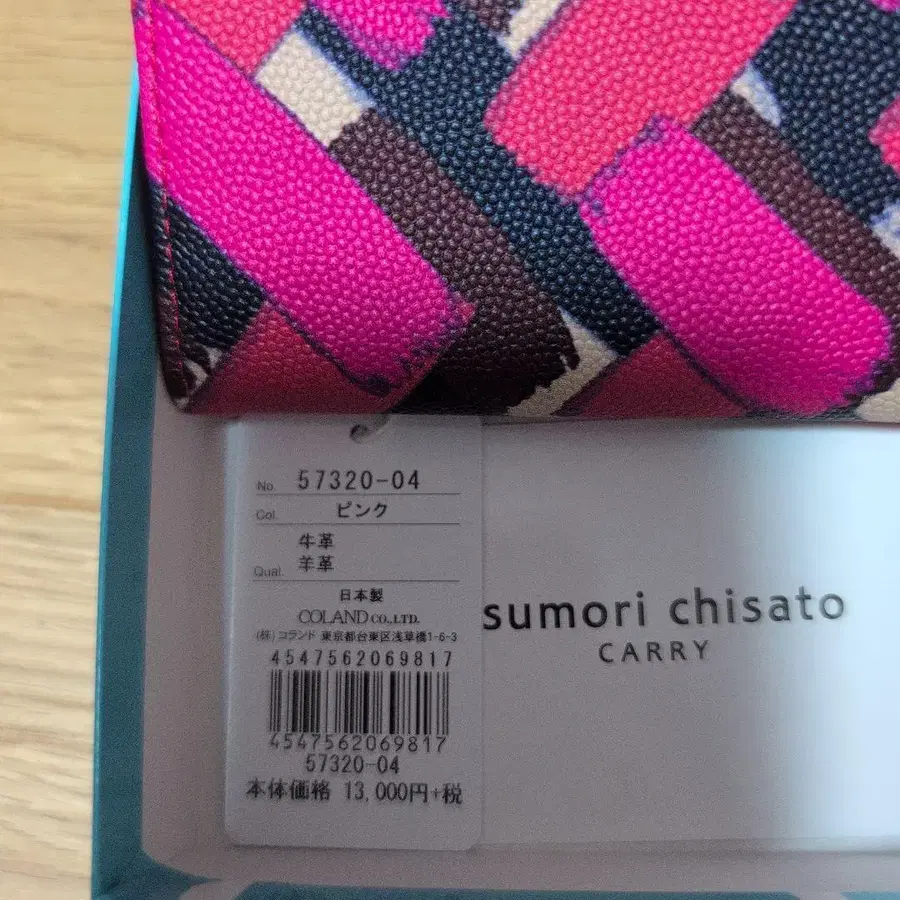 No. 57320-04
Col. ピンク
牛革
Qual. 羊革
日本製
COLAND CO.,LTD.
(株) コランド 東京都台東区浅草橋1-6-3
4547562069817
4547562069817
57320-04
本体価格 13,000円+税
sumori chisato
CARRY